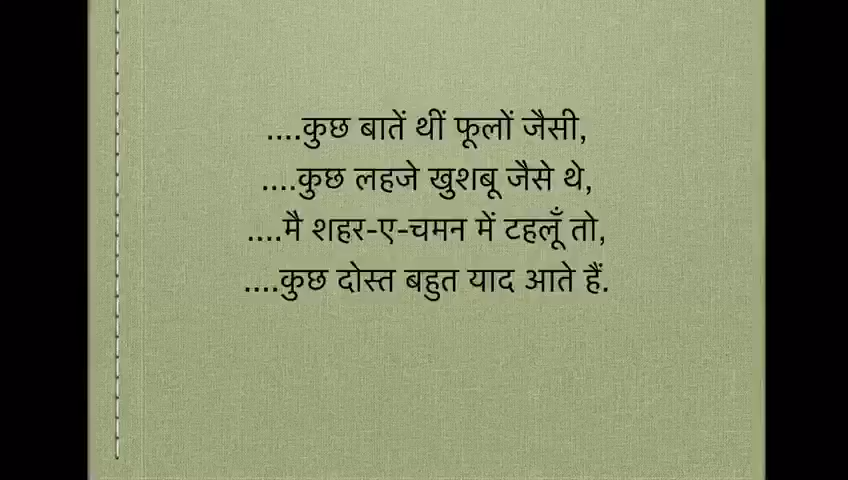 ....कुछ बातें थीं फूलों जैसी,
....कुछ लहजे खुशबू जैसे थे,
....मै शहर-ए-चमन में टहलूँ तो,
....कुछ दोस्त बहुत याद आते हैं.